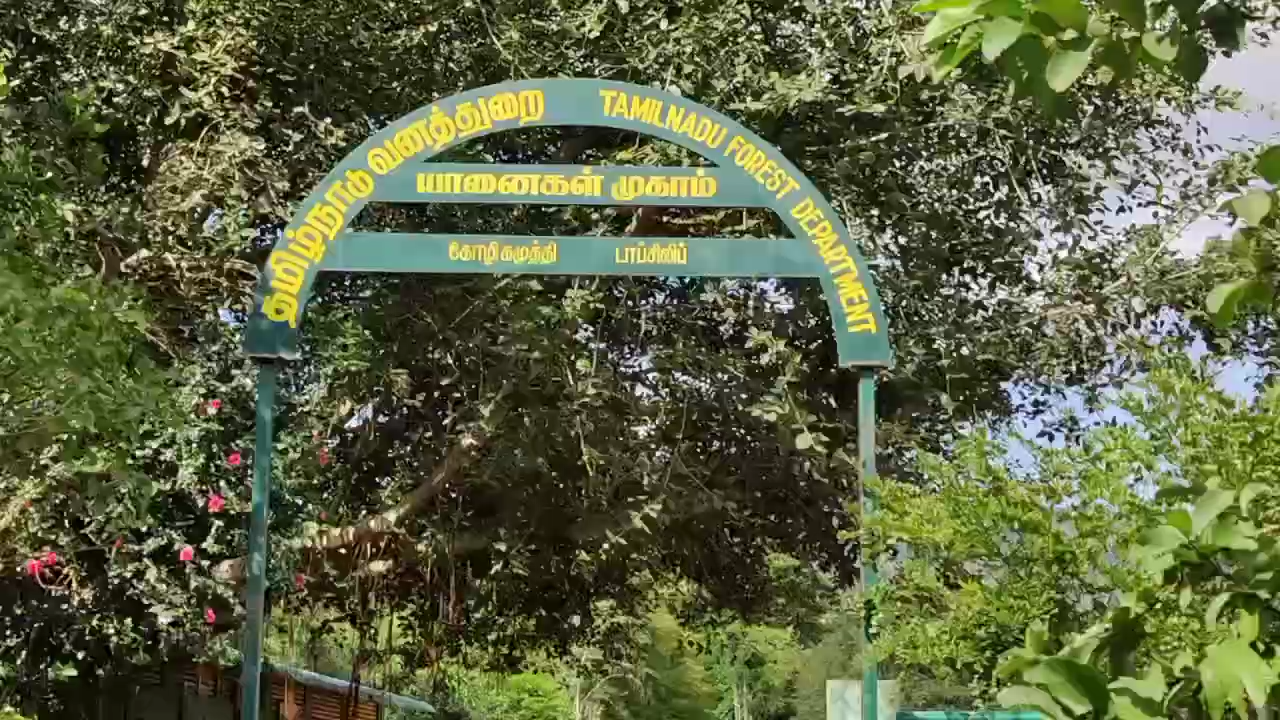 தமிழ்நாடு வனத்துறை TAMILNADU FOREST DEPARTMENT
யானைகள் முகாம்
கோழிகமுத்தி டாப்சிலிப்